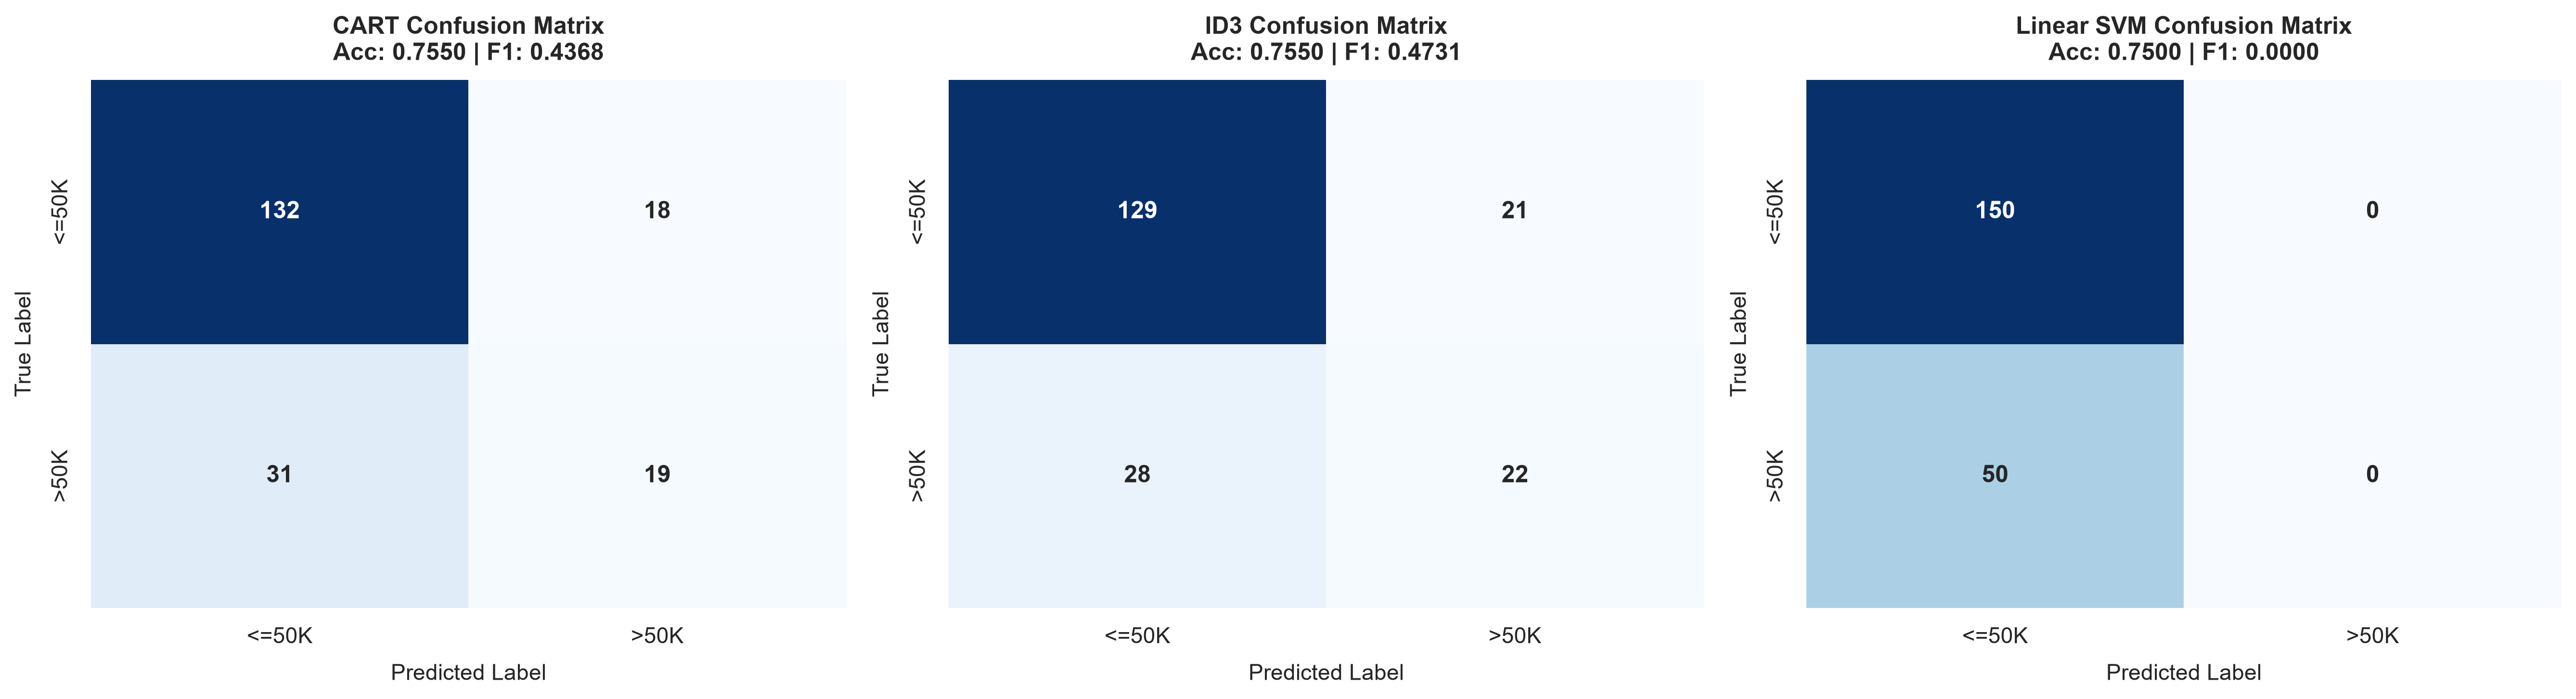 CART Confusion Matrix
Acc: 0.7550 | F1: 0.4368
True Label
<=50K
>50K
132
18
31
19
<=50K
>50K
Predicted Label
ID3 Confusion Matrix
Acc: 0.7550 | F1: 0.4731
True Label
<=50K
>50K
129
21
28
22
<=50K
>50K
Predicted Label
Linear SVM Confusion Matrix
Acc: 0.7500 | F1: 0.0000
True Label
<=50K
>50K
150
0
50
0
<=50K
>50K
Predicted Label